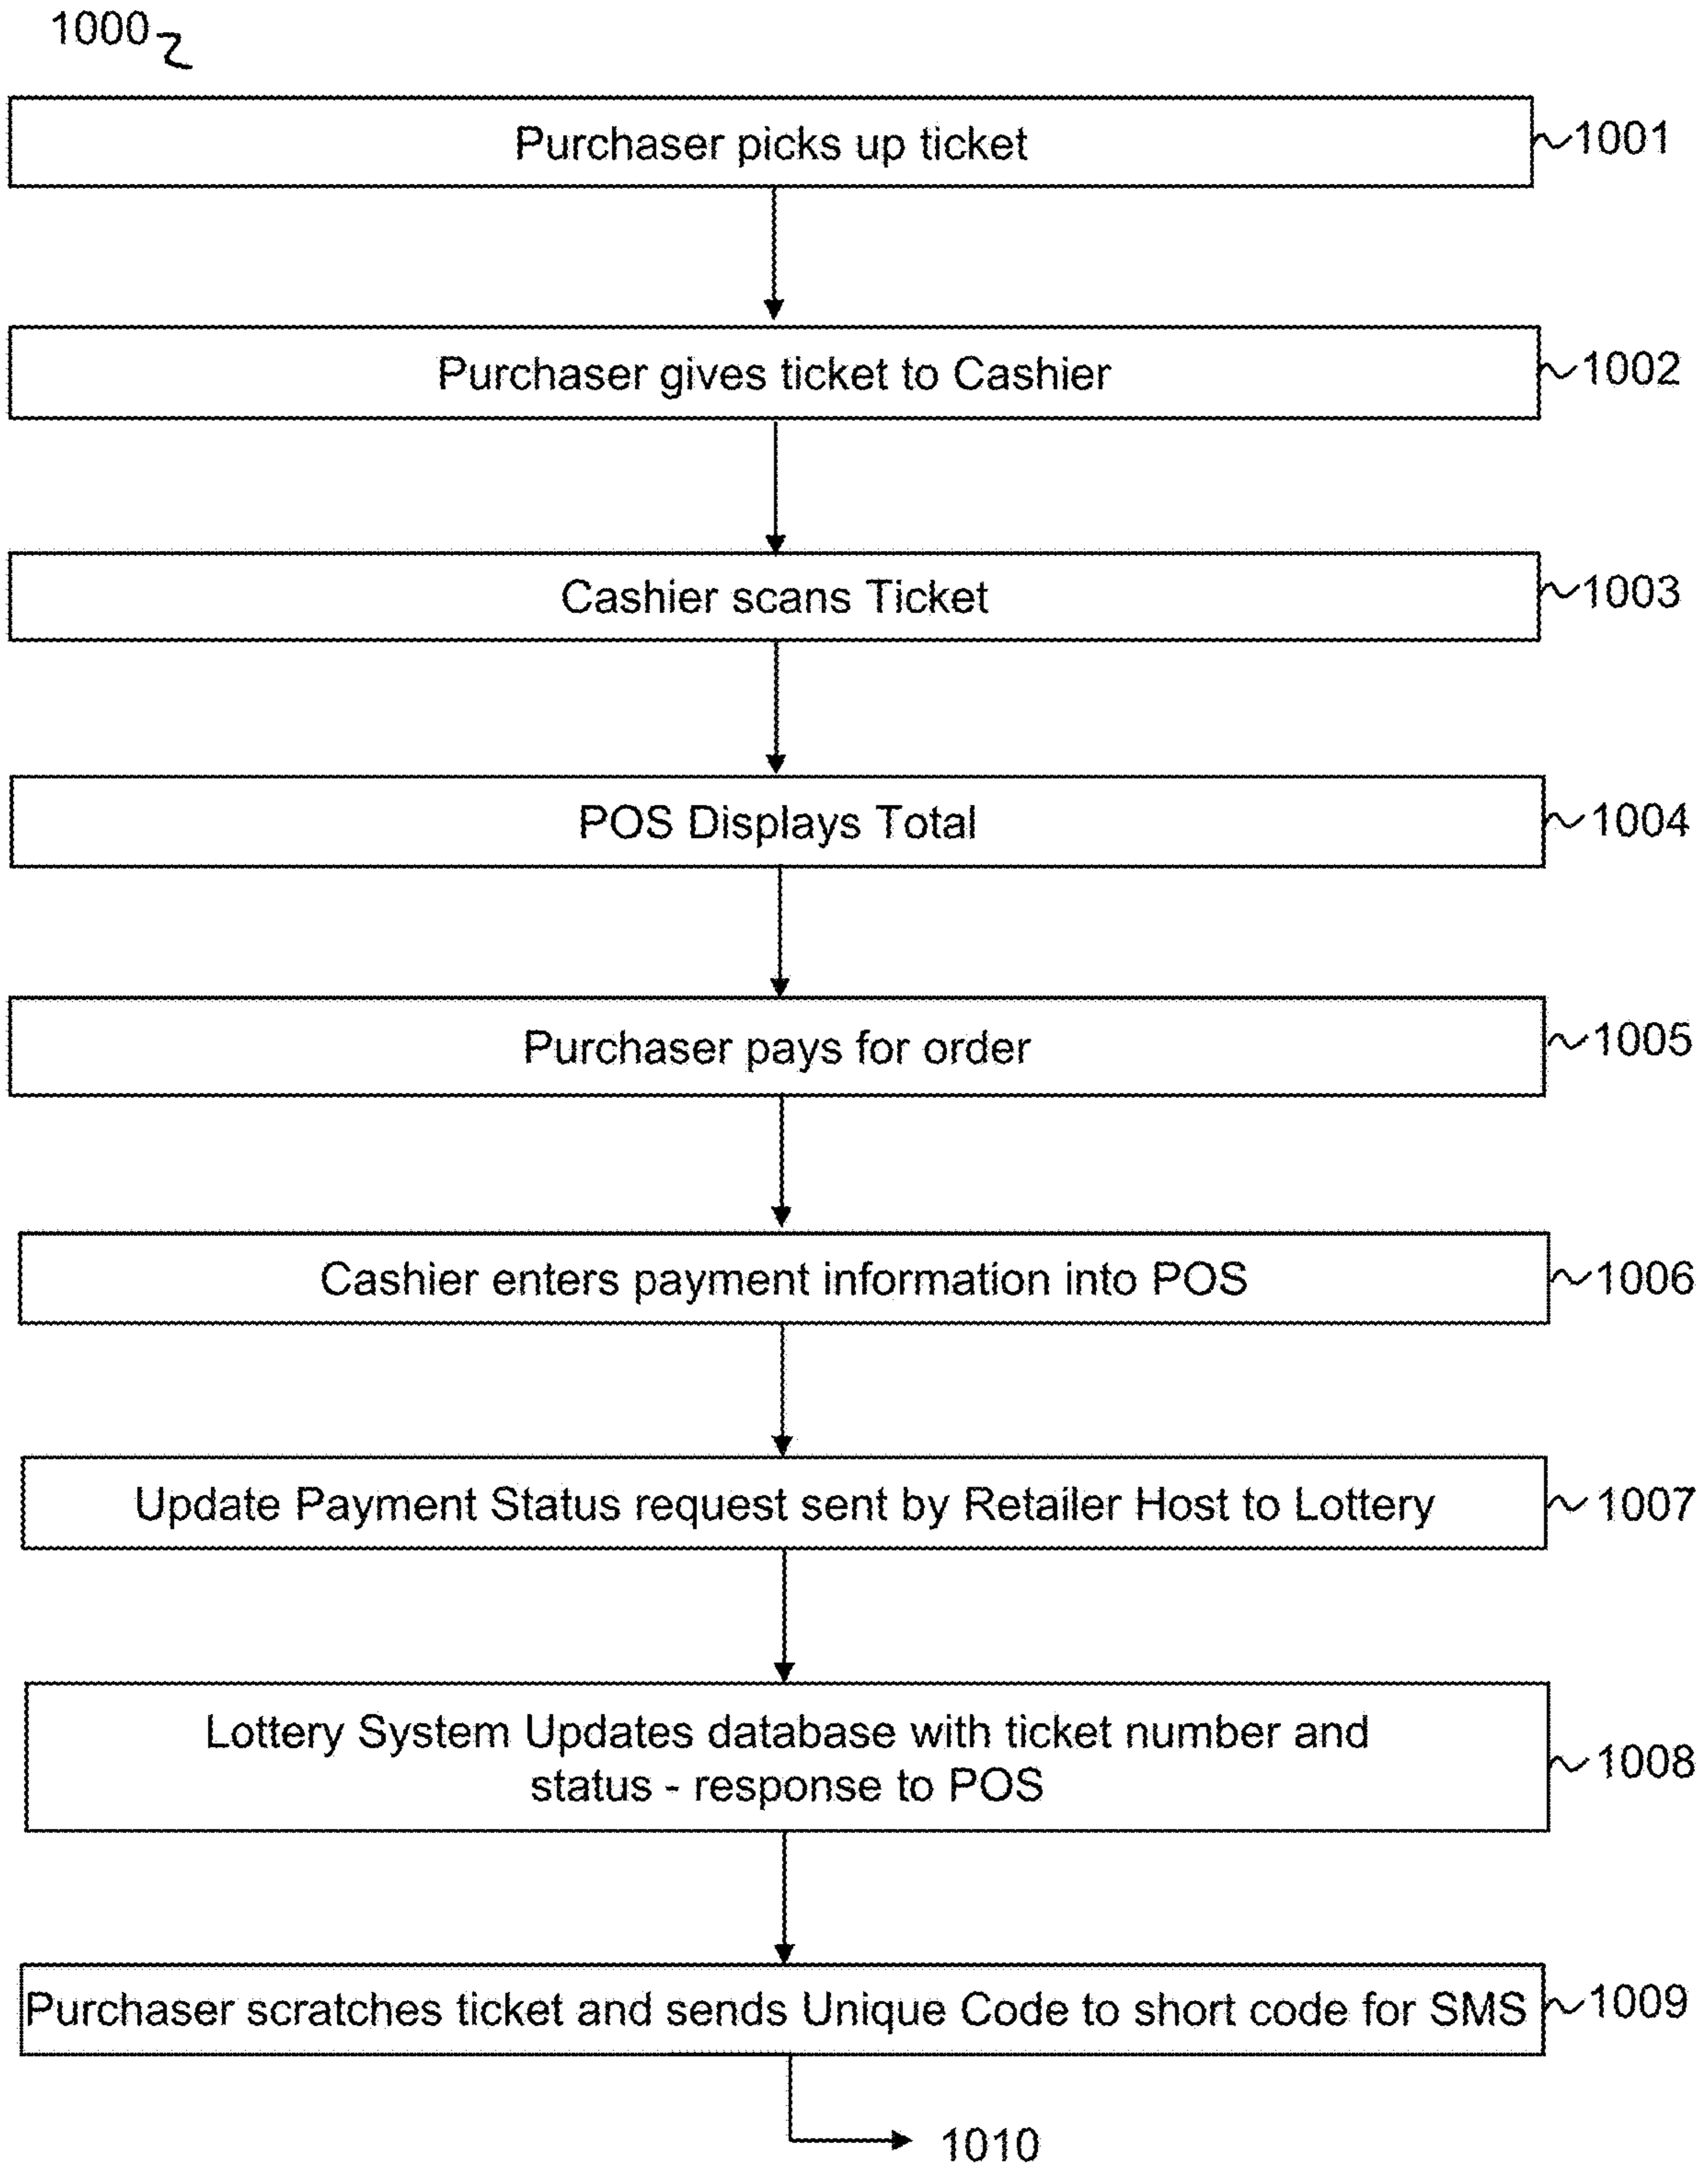 1000
Purchaser picks up ticket
1001
Purchaser gives ticket to Cashier
1002
Cashier scans Ticket
1003
POS Displays Total
1004
Purchaser pays for order
1005
Cashier enters payment information into POS
1006
Update Payment Status request sent by Retailer Host to Lottery
1007
Lottery System Updates database with ticket number and
status - response to POS
1008
Purchaser scratches ticket and sends Unique Code to short code for SMS
1009
1010